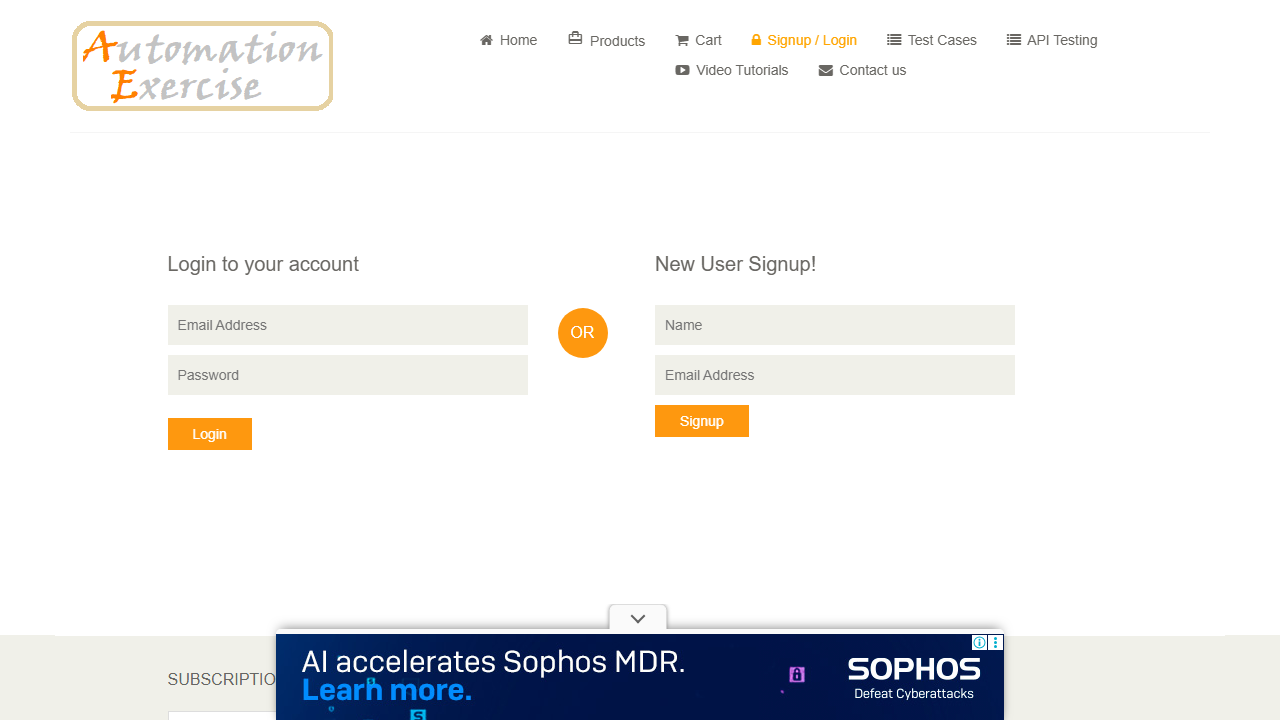 Automation
Exercise
Home
Products
Cart
Signup / Login
Test Cases
API Testing
Video Tutorials
Contact us
Login to your account
Email Address
Password
Login
OR
New User Signup!
Name
Email Address
Signup
SUBSCRIPTIO
AI accelerates Sophos MDR.
Learn more.
SOPHOS
Defeat Cyberattacks